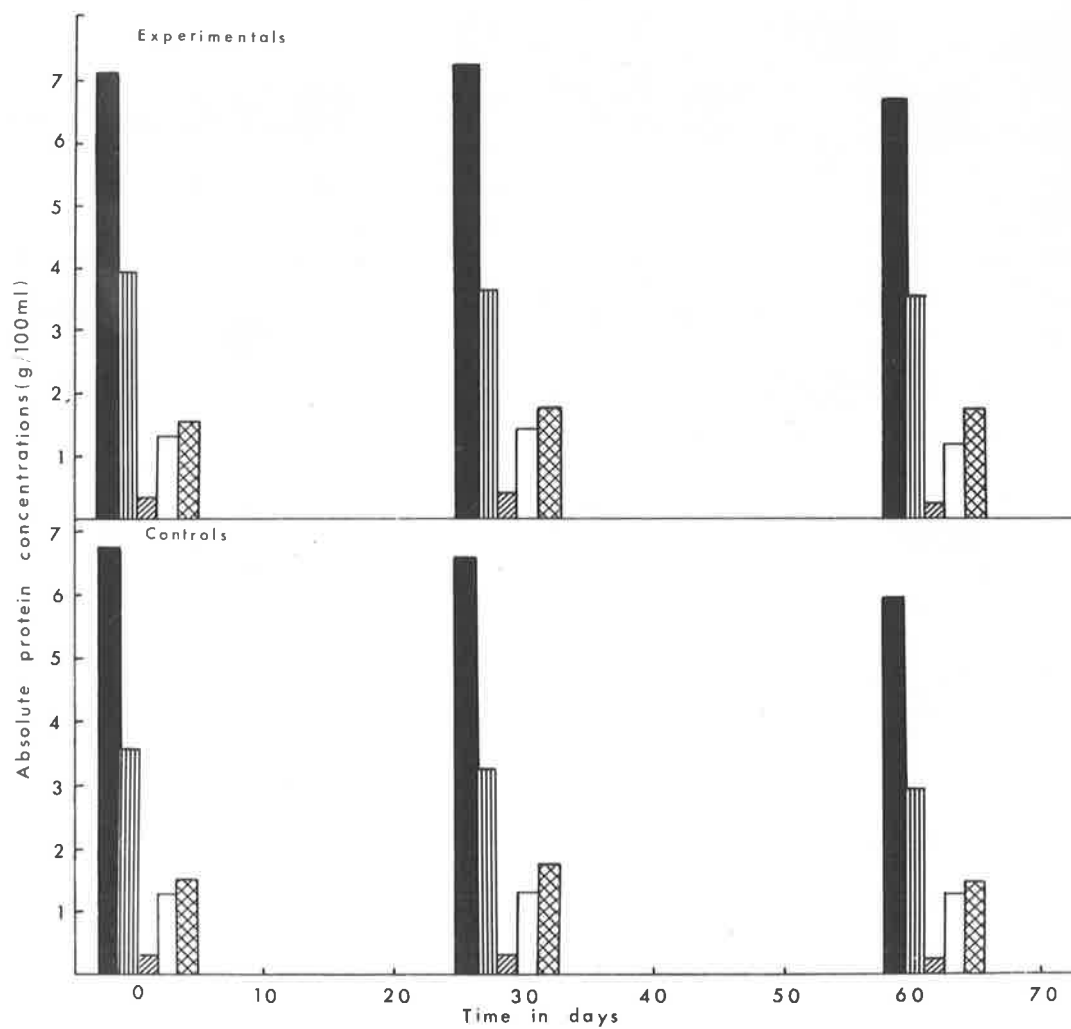 Experimentals
7
6
5
4
3
2
1
Controls
7
6
5
4
3
2
1
Absolute protein concentrations (g/100ml)
0 10 20 30 40 50 60 70
Time in days